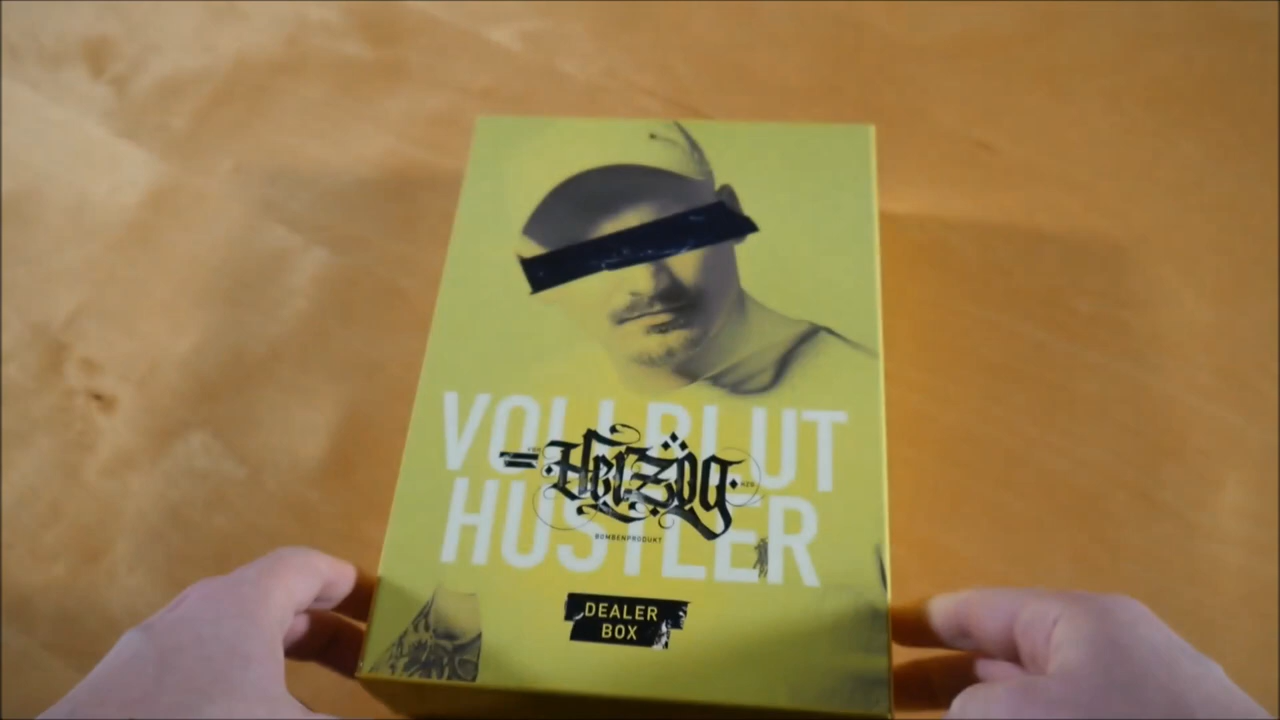 VOLLBLUT
Herzog
HUSTLER
BOMBENPRODUKT
DEALER
BOX